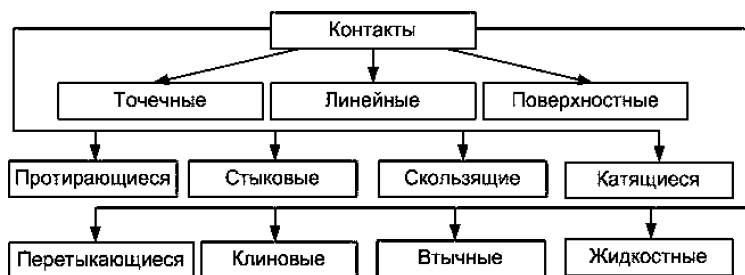 Контакты
Точечные
Линейные
Поверхностные
Протирающиеся
Стыковые
Скользящие
Катящиеся
Перетыкающиеся
Клиновые
Втычные
Жидкостные